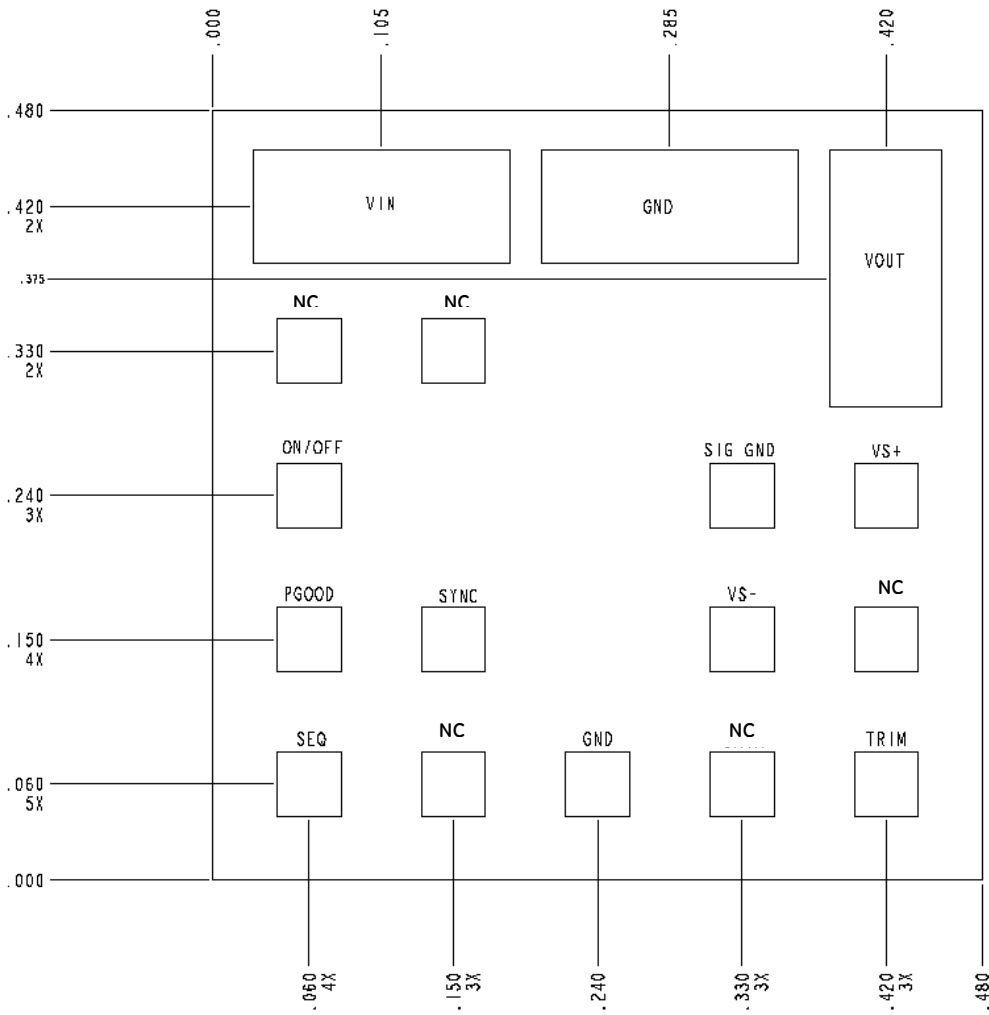 .000
.105
.285
.420
.480
.420
2X
VIN
GND
VOUT
.375
NC
NC
.330
2X
ON/OFF
SIG GND
VS+
.240
3X
PGOOD
SYNC
VS-
NC
.150
4X
SEQ
NC
GND
NC
TRIM
.060
5X
.000
.060
4X
.150
3X
.240
.330
3X
.420
3X
.480